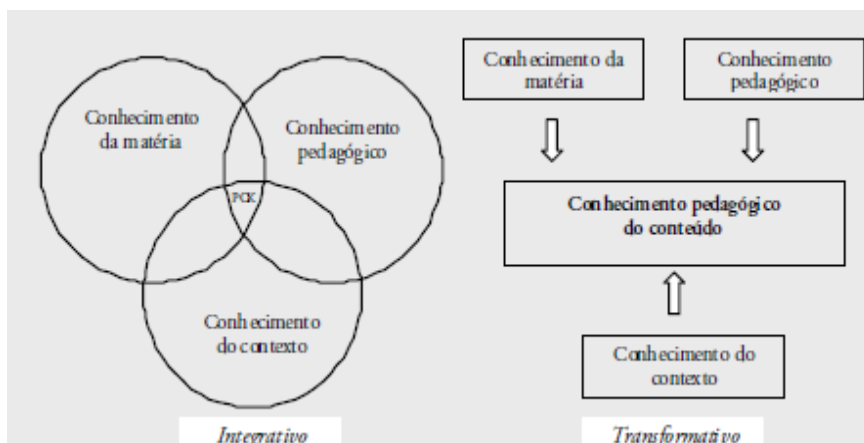 Conhecimento
da matéria
Conhecimento
pedagógico
PCK
Conhecimento
do contexto
Integrativo
Conhecimento da
matéria
Conhecimento
pedagógico
Conhecimento pedagógico
do conteúdo
Conhecimento do
contexto
Transformativo